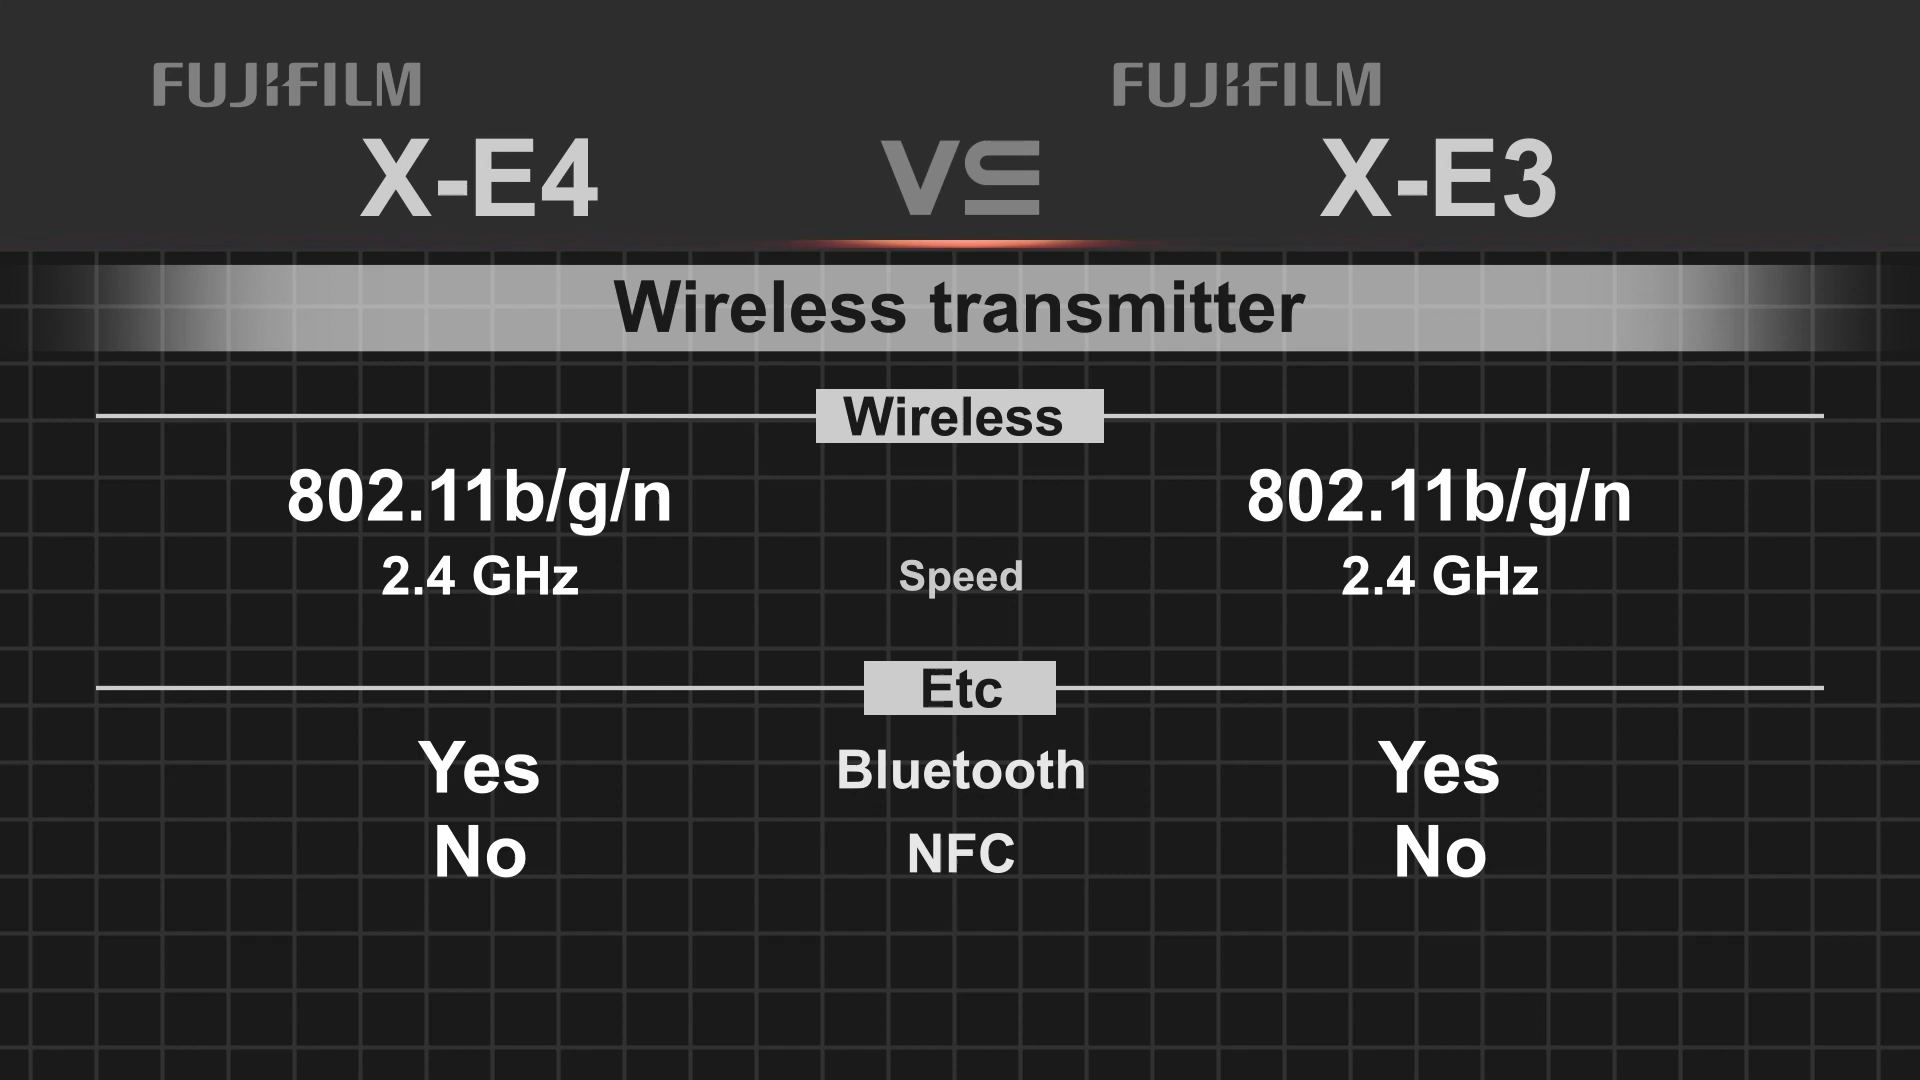 FUJIFILM FUJIFILM
X-E4 VS X-E3
Wireless transmitter
Wireless
802.11b/g/n 802.11b/g/n
2.4 GHz Speed 2.4 GHz
Etc
Yes Bluetooth Yes
No NFC No